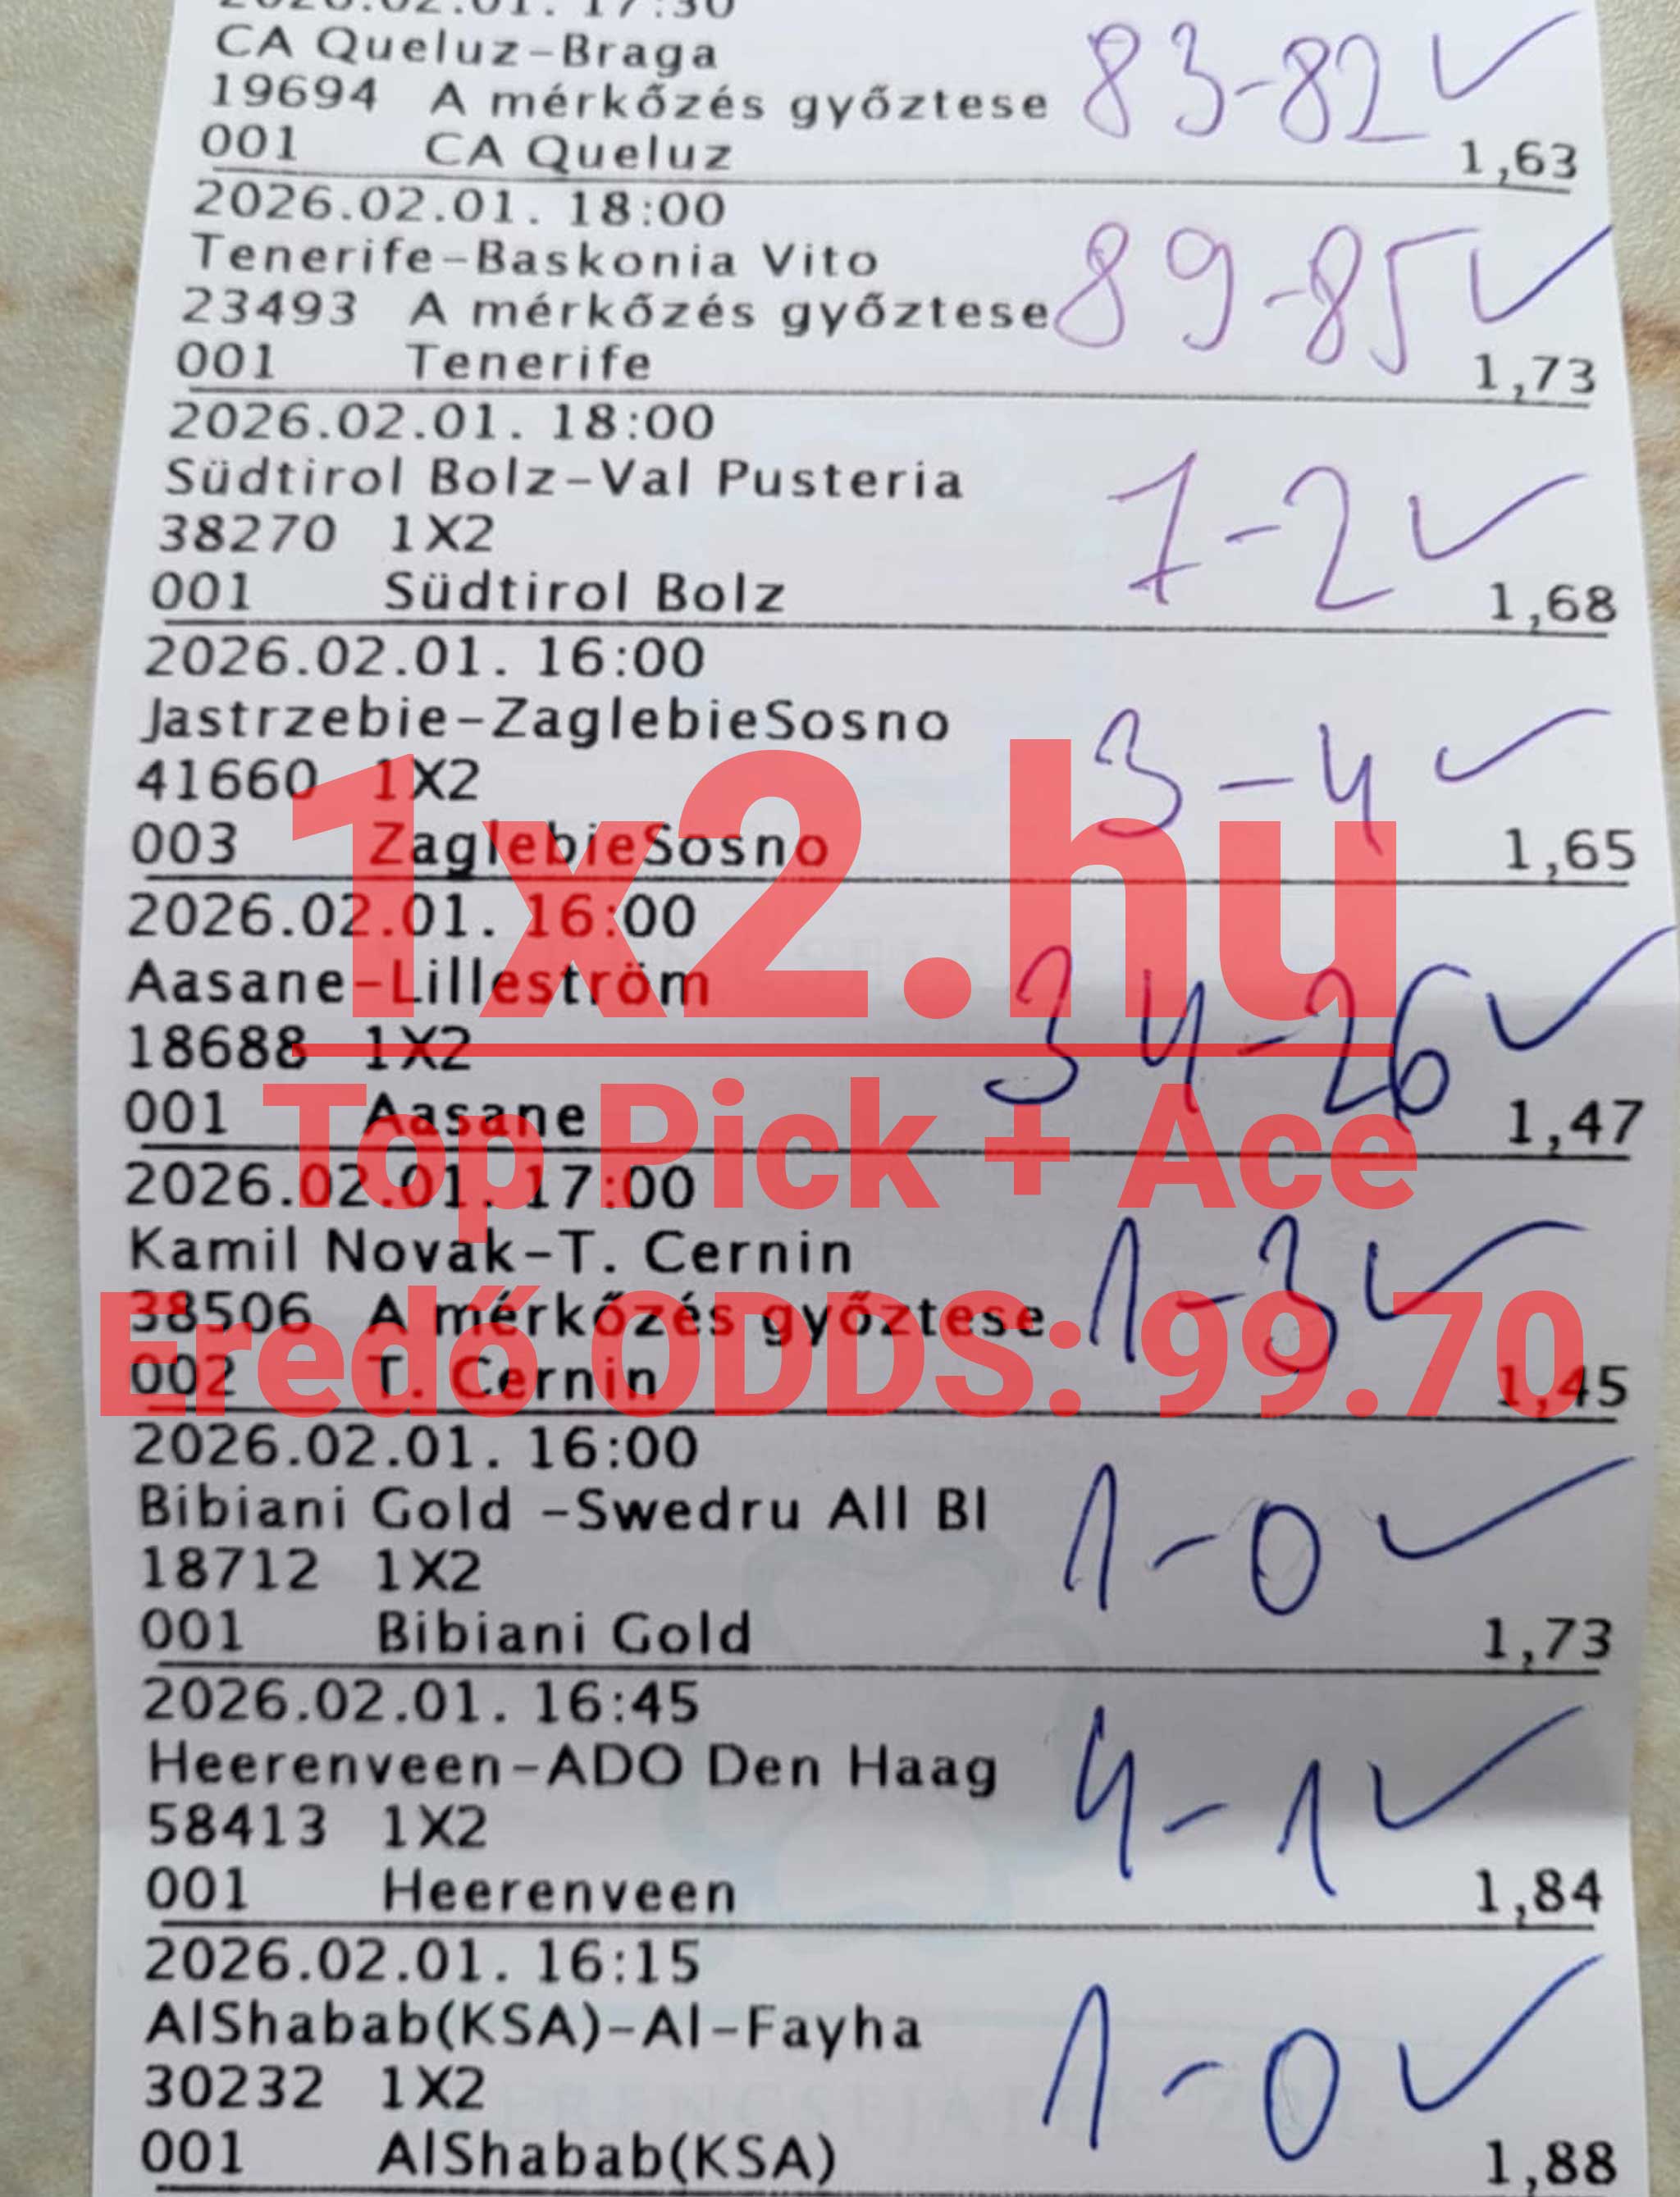 2026.02.01. 17:30
CA Queluz-Braga
83-82
19694 A mérkőzés győztese
001 CA Queluz 1,63
2026.02.01. 18:00
Tenerife-Baskonia Vito
89-85
23493 A mérkőzés győztese
001 Tenerife 1,73
2026.02.01. 18:00
Südtirol Bolz-Val Pusteria
7-2
38270 1X2
001 Südtirol Bolz 1,68
2026.02.01. 16:00
Jastrzebie-ZaglebieSosno
3-4
41660 1X2
003 ZaglebieSosno 1,65
1x2.hu
2026.02.01. 16:00
Aasane-Lilleström
34-26
18688 1X2
001 Aasane 1,47
Top Pick + Ace
2026.02.01. 17:00
Kamil Novak-T. Cernin
1-3
38506 A mérkőzés győztese
Eredő ODDS: 99.70
002 T. Cernin 1,45
2026.02.01. 16:00
Bibiani Gold -Swedru All Bl
1-0
18712 1X2
001 Bibiani Gold 1,73
2026.02.01. 16:45
Heerenveen-ADO Den Haag
4-1
58413 1X2
001 Heerenveen 1,84
2026.02.01. 16:15
AlShabab(KSA)-Al-Fayha
1-0
30232 1X2
001 AlShabab(KSA) 1,88